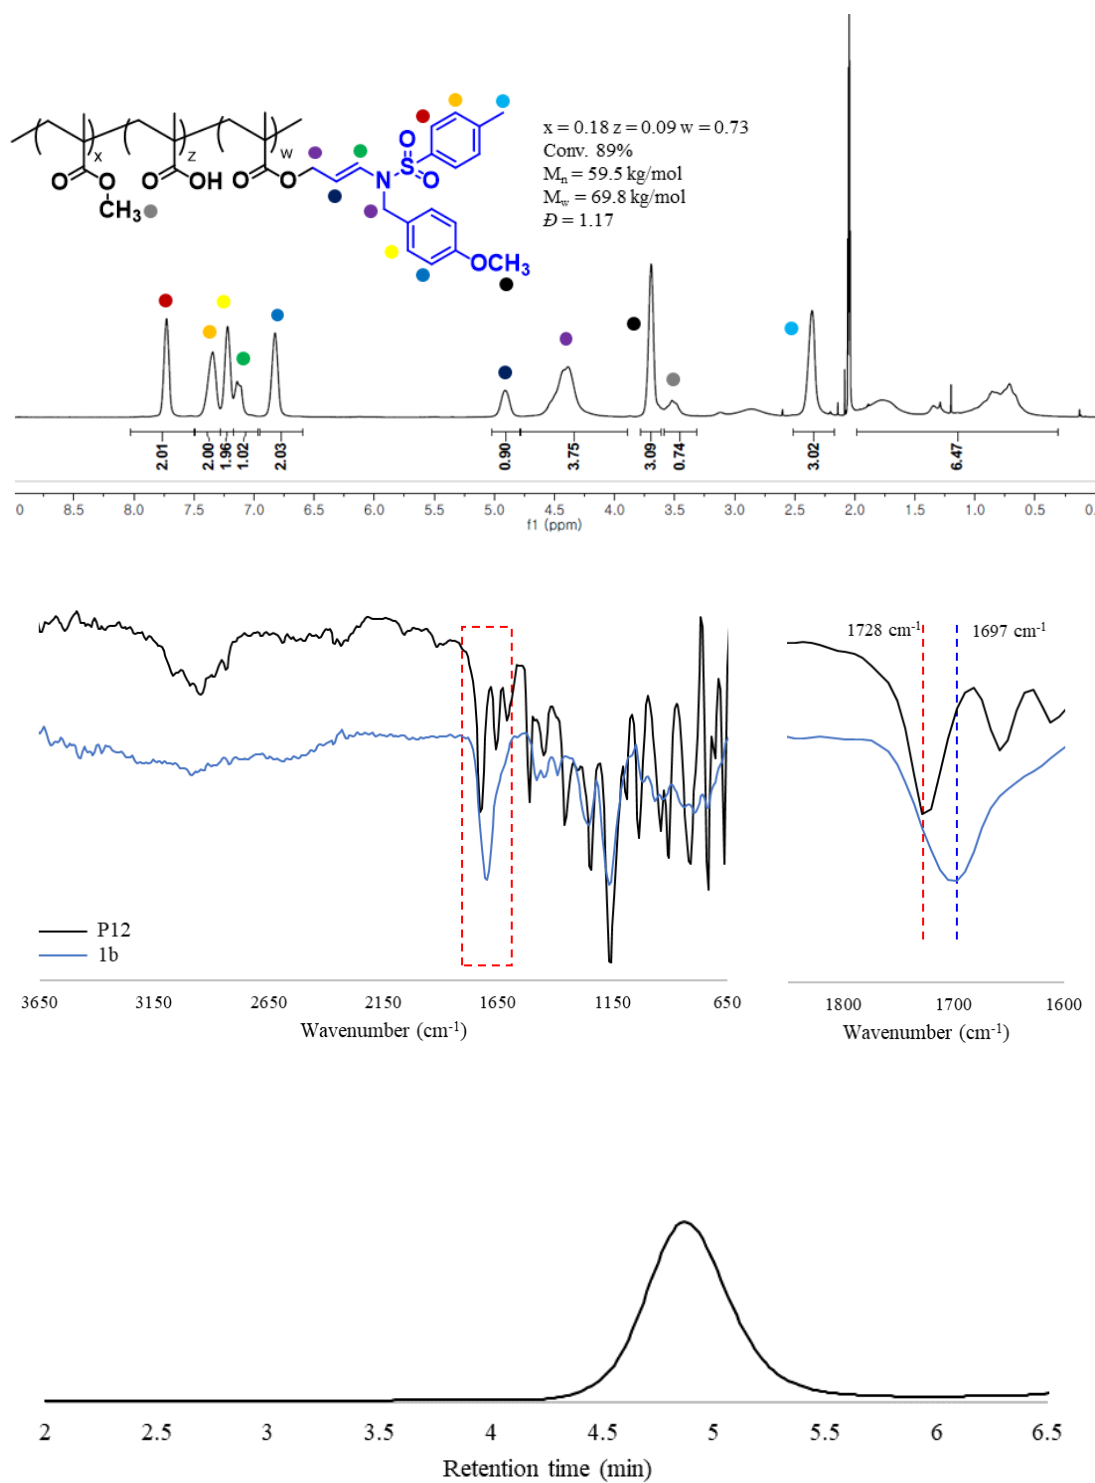 x = 0.18 z = 0.09 w = 0.73
Conv. 89%
Mn = 59.5 kg/mol
Mw = 69.8 kg/mol
Đ = 1.17
x
z
w
O
O
CH3
O
OH
O
O
N
O
S
O
OCH3
2.01
2.00
1.96
1.02
2.03
0.90
3.75
3.09
0.74
3.02
6.47
0 8.5 8.0 7.5 7.0 6.5 6.0 5.5 5.0 4.5 4.0 3.5 3.0 2.5 2.0 1.5 1.0 0.5 0.
f1 (ppm)
1728 cm-1
1697 cm-1
P12
1b
3650 3150 2650 2150 1650 1150 650
Wavenumber (cm-1)
1800 1700 1600
Wavenumber (cm-1)
2 2.5 3 3.5 4 4.5 5 5.5 6 6.5
Retention time (min)